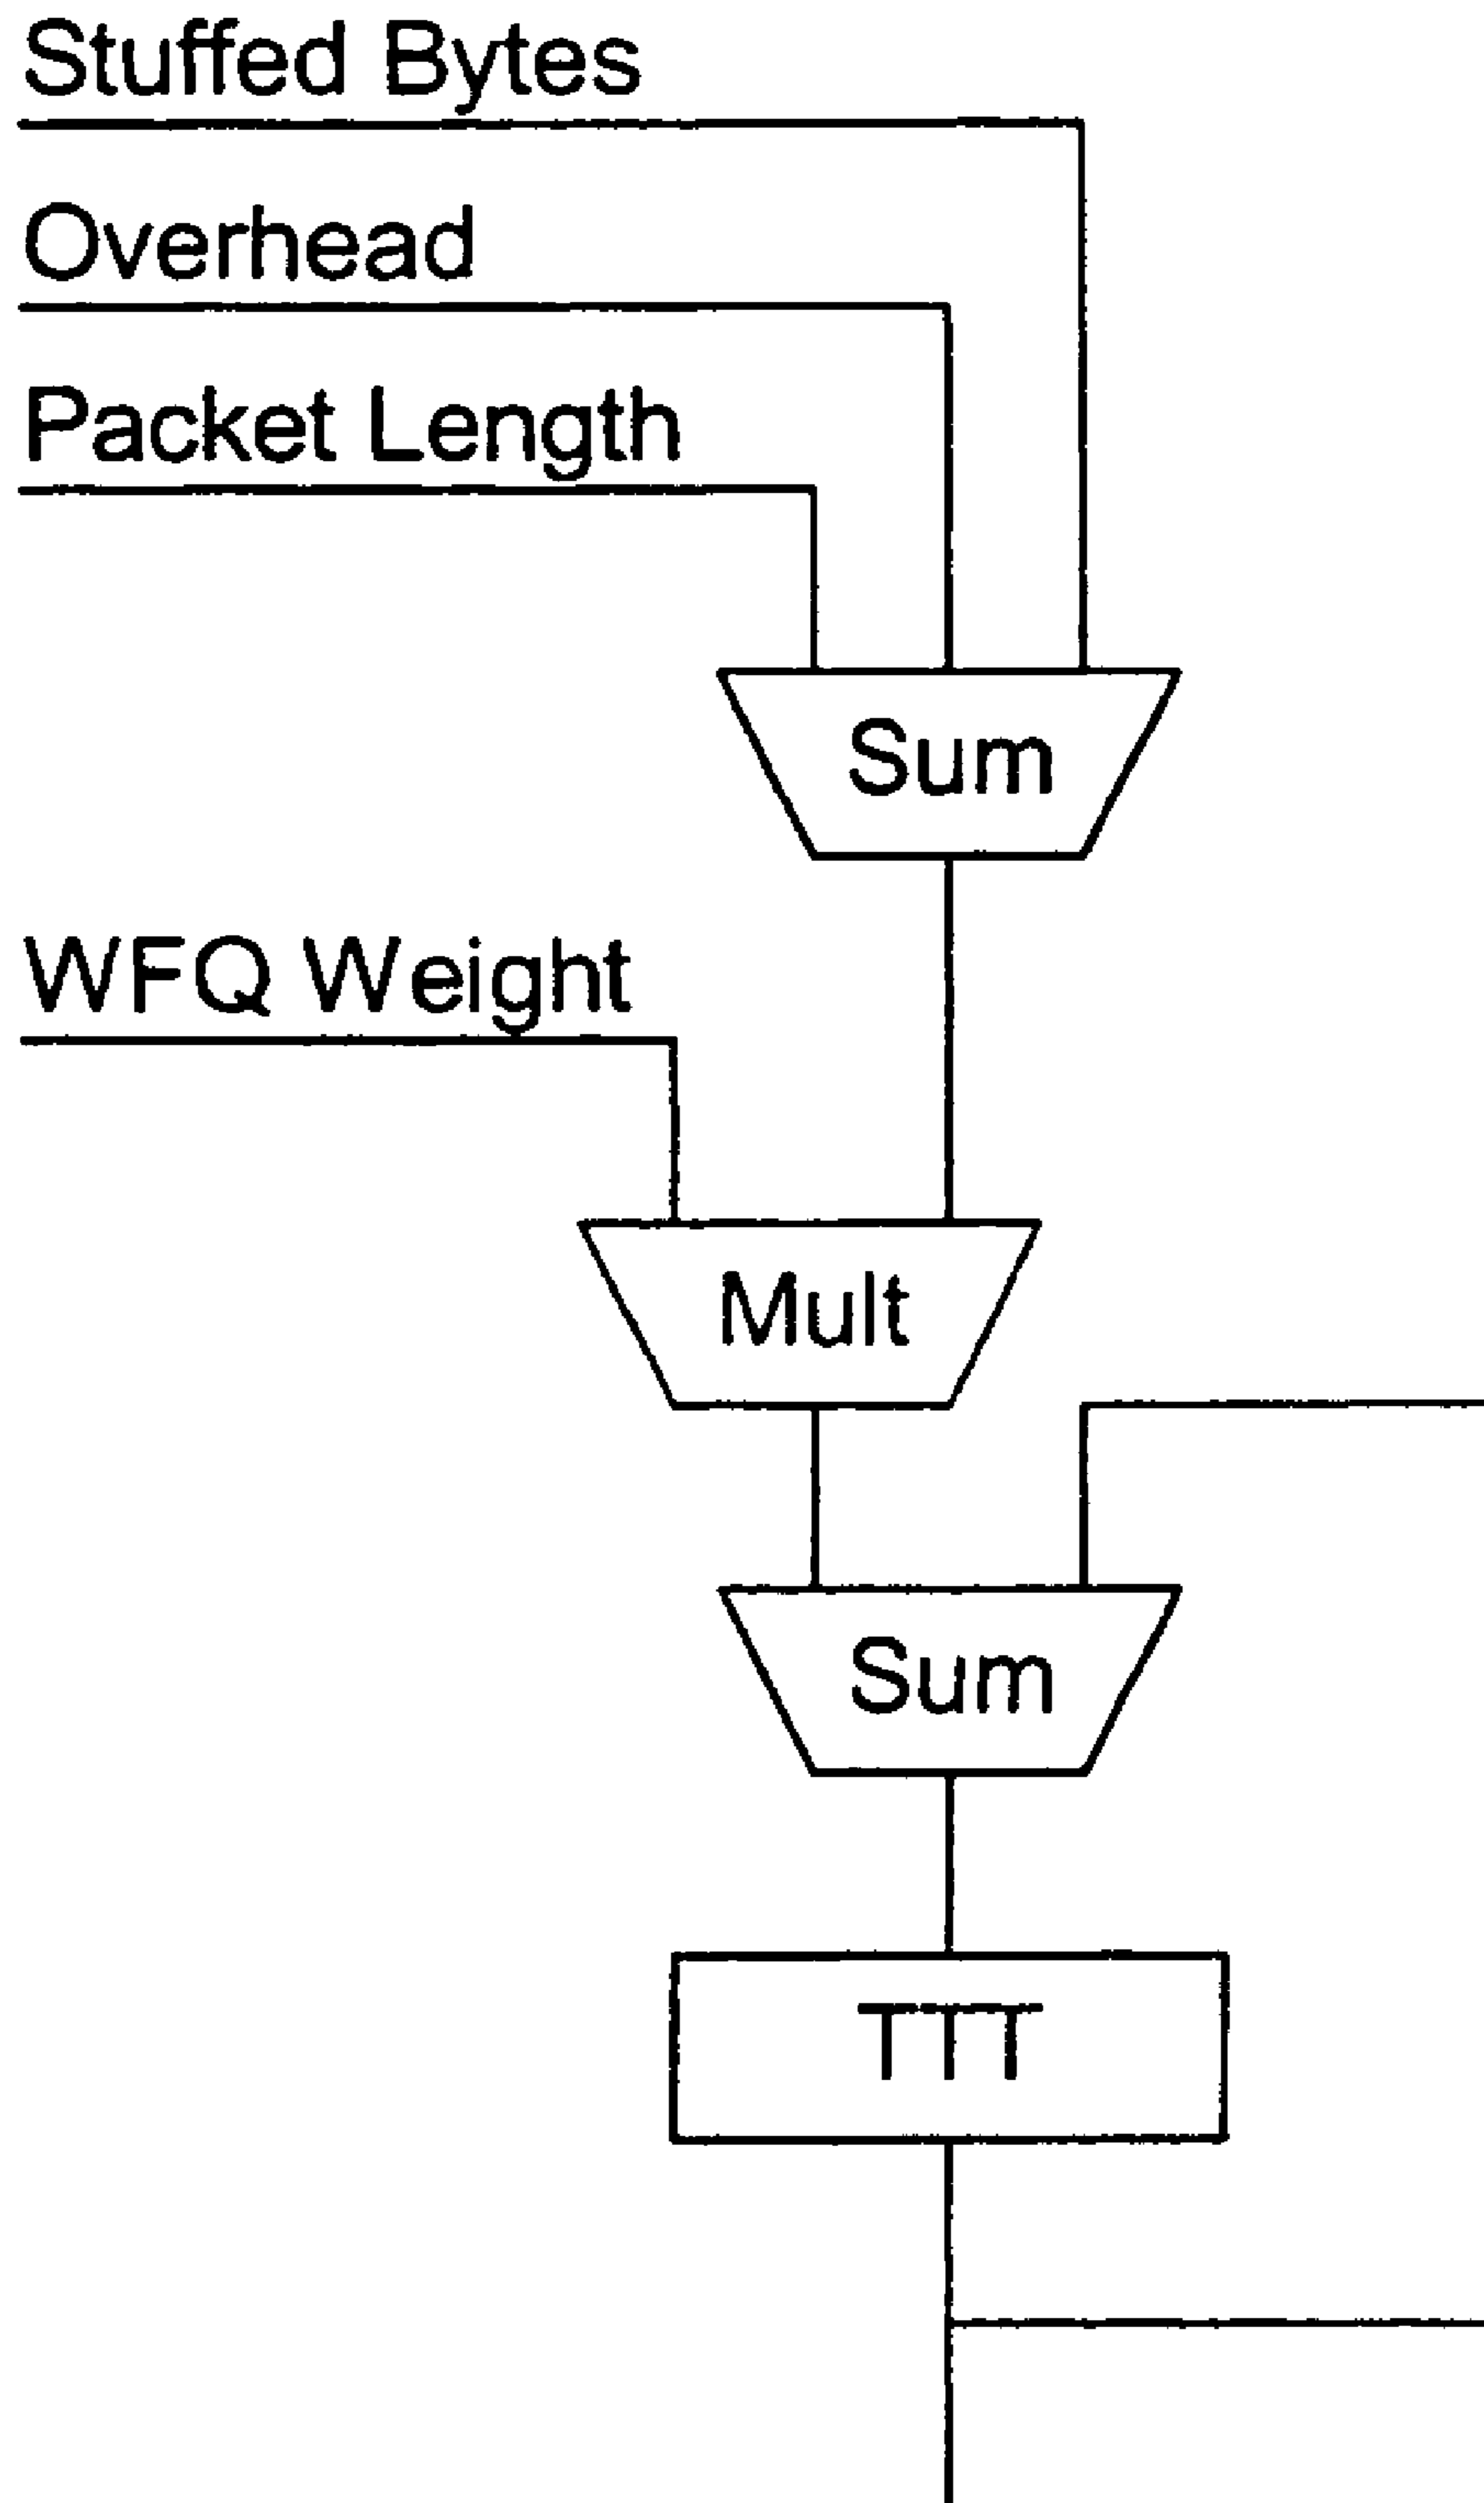 Stuffed Bytes
Overhead
Packet Length
Sum
WFQ Weight
Mult
Sum
TTT